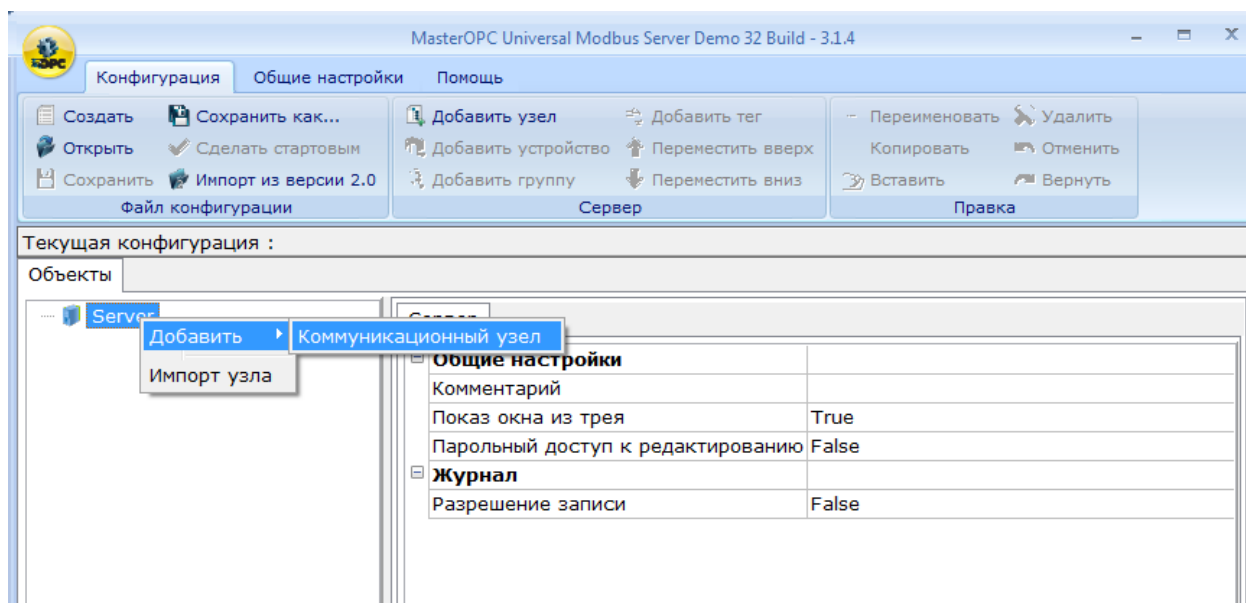 MasterOPC Universal Modbus Server Demo 32 Build - 3.1.4
Конфигурация Общие настройки Помощь
Создать Сохранить как... Добавить узел Добавить тег Переименовать Удалить
Открыть Сделать стартовым Добавить устройство Переместить вверх Копировать Отменить
Сохранить Импорт из версии 2.0 Добавить группу Переместить вниз Вставить Вернуть
Файл конфигурации Сервер Правка
Текущая конфигурация :
Объекты
Server
Добавить Коммуникационный узел
Импорт узла
Общие настройки
Комментарий
Показ окна из трея True
Парольный доступ к редактированию False
Журнал
Разрешение записи False